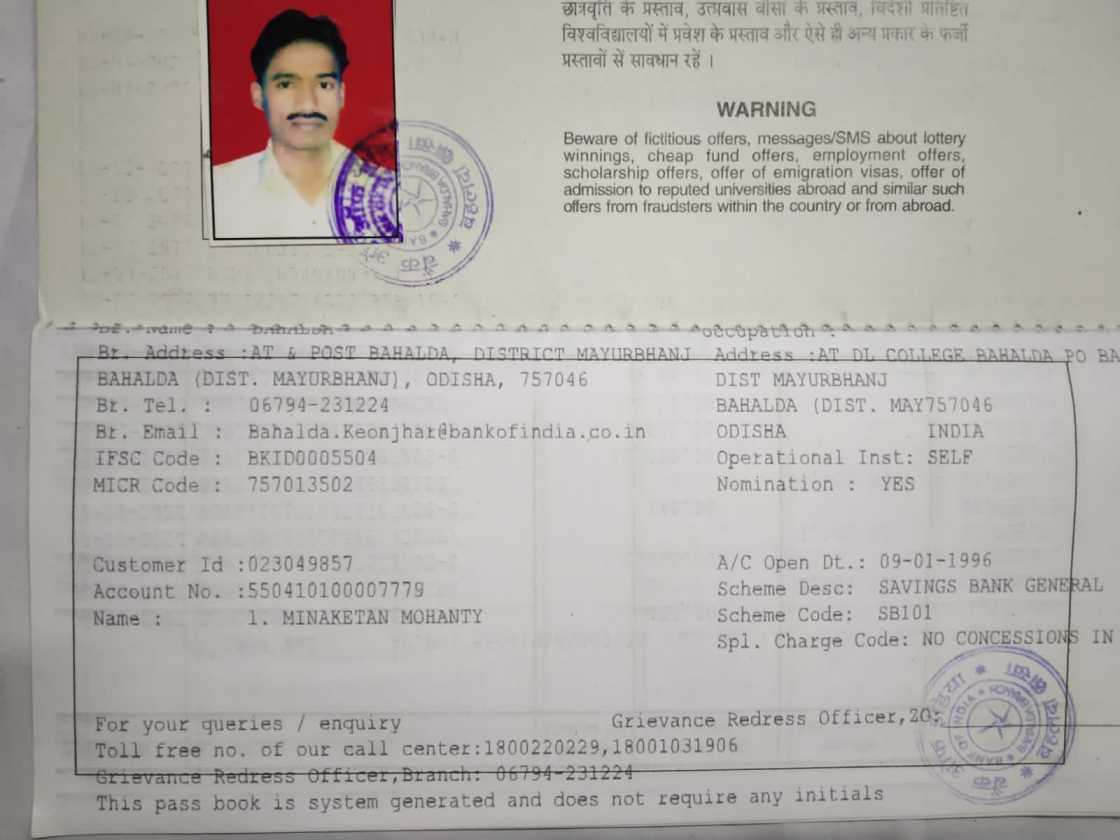 छात्रवृति के प्रस्ताव, उत्प्रवास वीसा के प्रस्ताव, विदेशी प्रतिष्ठित
विश्वविद्यालयों में प्रवेश के प्रस्ताव और ऐसे ही अन्य प्रकार के फर्जी
प्रस्तावों सें सावधान रहें ।
WARNING
Beware of fictitious offers, messages/SMS about lottery
winnings, cheap fund offers, employment offers,
scholarship offers, offer of emigration visas, offer of
admission to reputed universities abroad and similar such
offers from fraudsters within the country or from abroad.
Br. Name : BAHALDA Occupation :
Br. Address :AT & POST BAHALDA, DISTRICT MAYURBHANJ Address :AT DL COLLEGE BAHALDA PO BA
BAHALDA (DIST. MAYURBHANJ), ODISHA, 757046 DIST MAYURBHANJ
Br. Tel. : 06794-231224 BAHALDA (DIST. MAY757046
Br. Email : Bahalda.Keonjhar@bankofindia.co.in ODISHA INDIA
IFSC Code : BKID0005504 Operational Inst: SELF
MICR Code : 757013502 Nomination : YES
Customer Id :023049857 A/C Open Dt.: 09-01-1996
Account No. :550410100007779 Scheme Desc: SAVINGS BANK GENERAL
Name : 1. MINAKETAN MOHANTY Scheme Code: SB101
Spl. Charge Code: NO CONCESSIONS IN
For your queries / enquiry Grievance Redress Officer,ZO:
Toll free no. of our call center:1800220229,18001031906
Grievance Redress Officer,Branch: 06794-231224
This pass book is system generated and does not require any initials